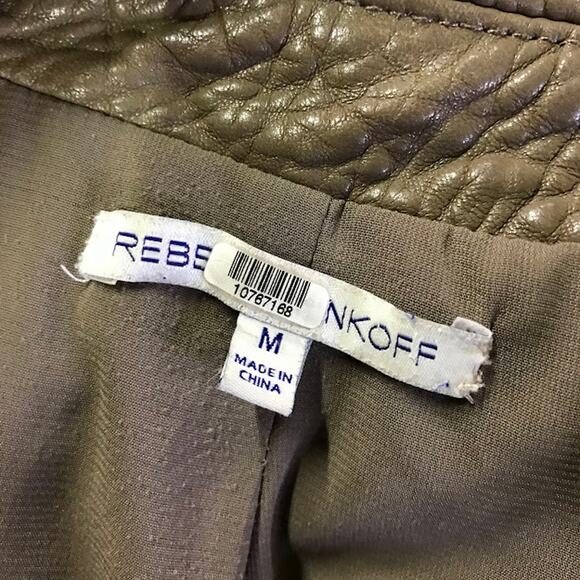 REBE NKOFF
10767168
M
MADE IN
CHINA